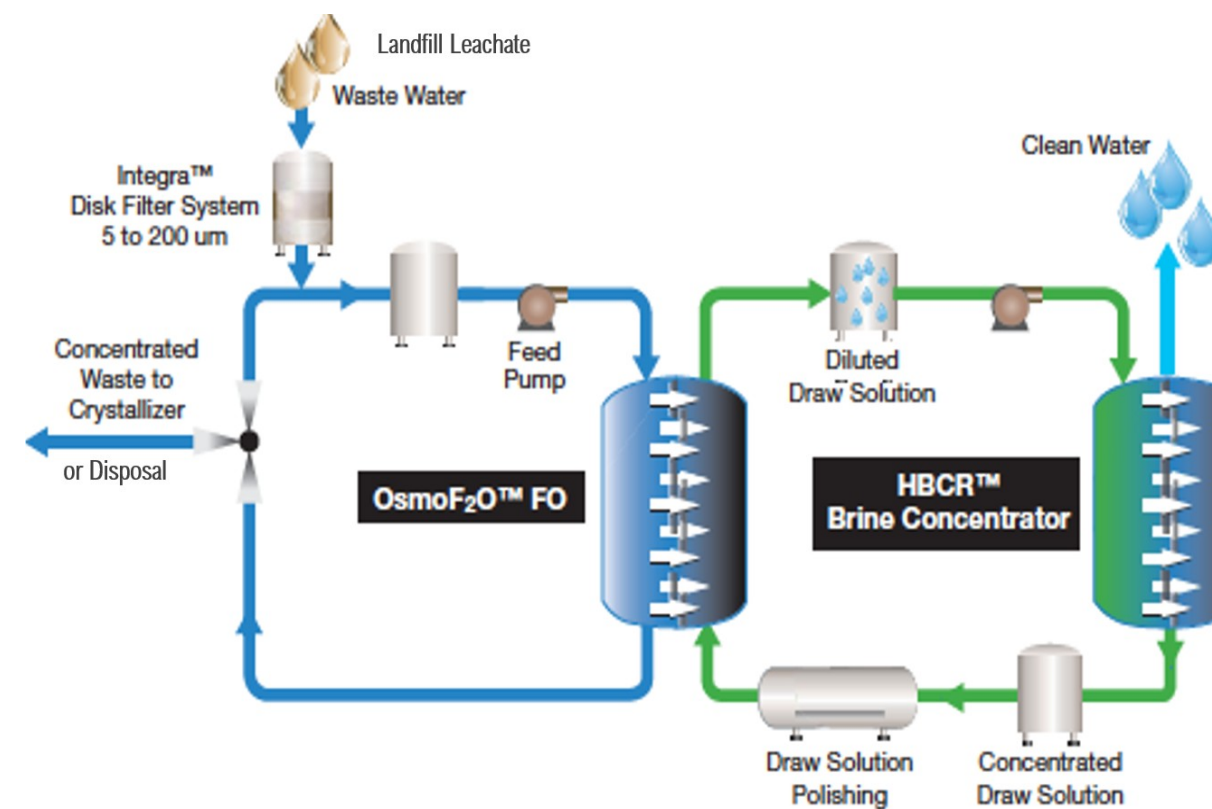 Landfill Leachate
Waste Water
Clean Water
Integra™
Disk Filter System
5 to 200 um
Concentrated
Waste to
Crystallizer
or Disposal
Feed
Pump
Diluted
Draw Solution
OsmoF₂O™ FO
HBCR™
Brine Concentrator
Draw Solution
Polishing
Concentrated
Draw Solution